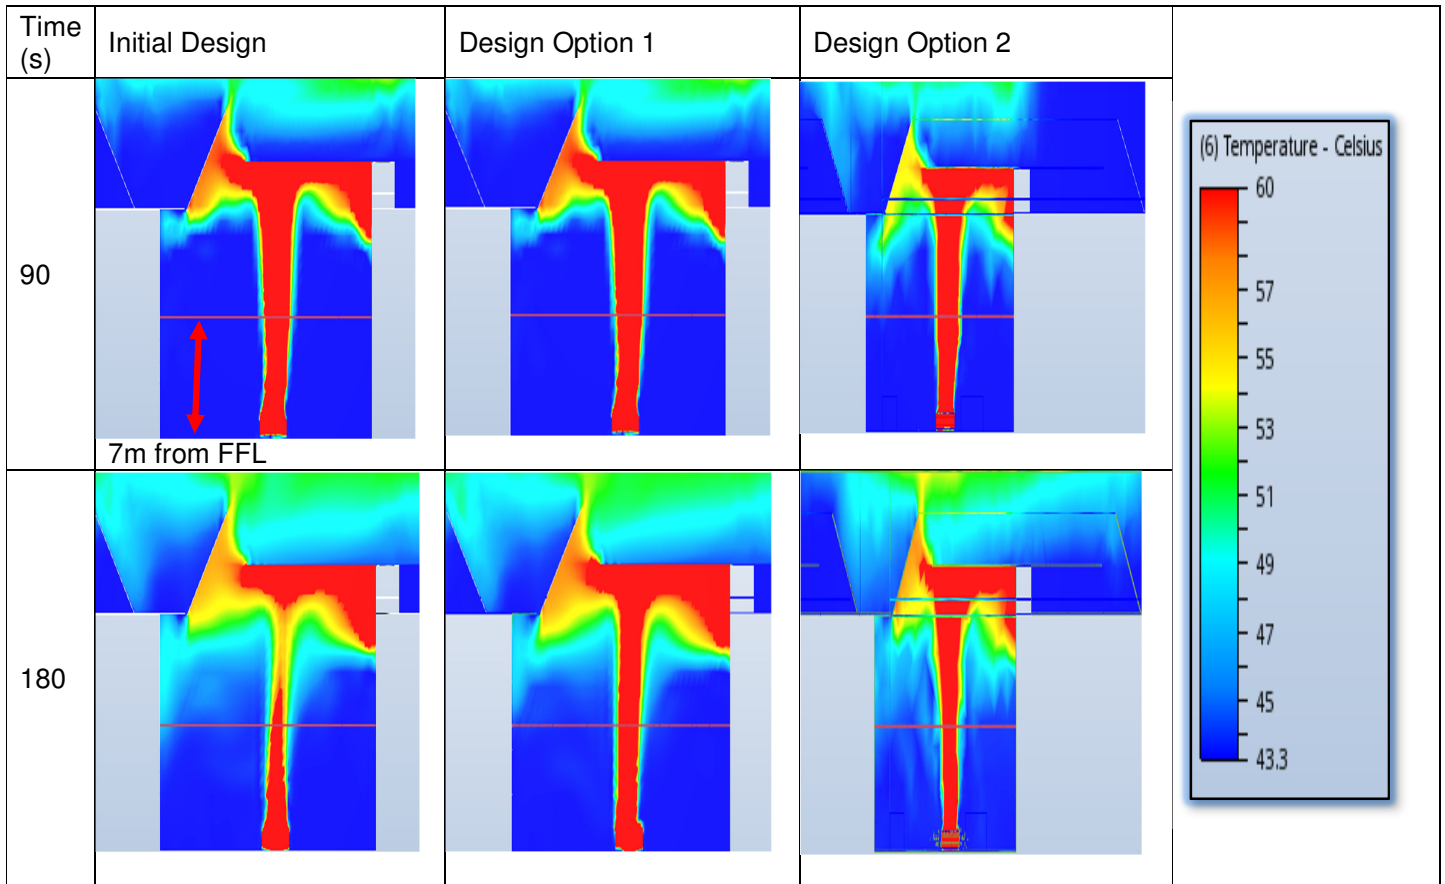 Time
(s)
Initial Design
Design Option 1
Design Option 2
90
7m from FFL
180
(6) Temperature - Celsius
60
57
55
53
51
49
47
45
43.3